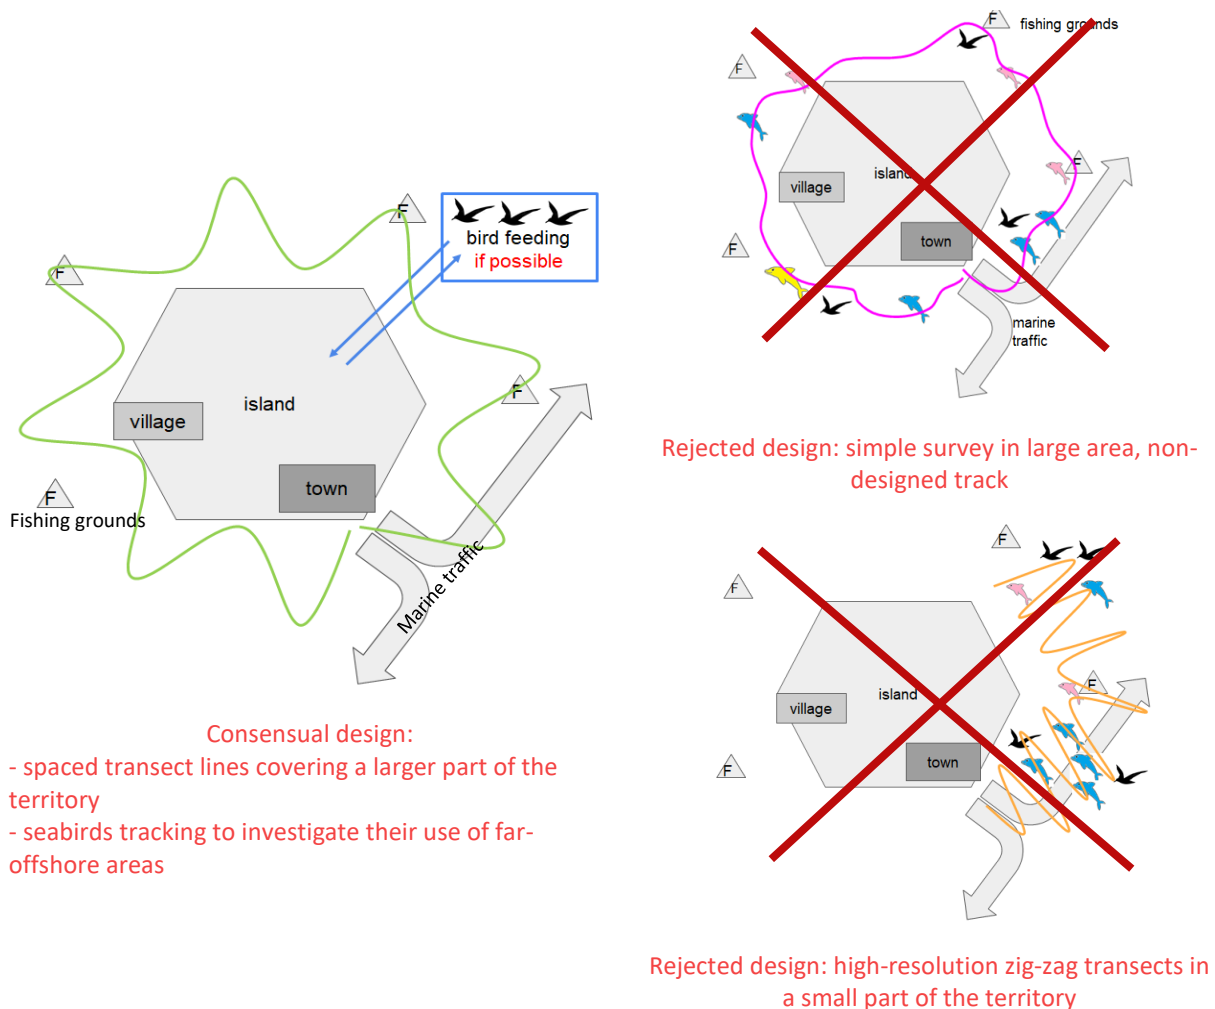 F
F
bird feeding
if possible
F
island
village
town
F
Fishing grounds
Marine traffic
Consensual design:
- spaced transect lines covering a larger part of the
territory
- seabirds tracking to investigate their use of far-
offshore areas
F
fishing grounds
F
F
island
village
F
town
marine
traffic
Rejected design: simple survey in large area, non-
designed track
F
F
F
island
village
town
F
Rejected design: high-resolution zig-zag transects in
a small part of the territory